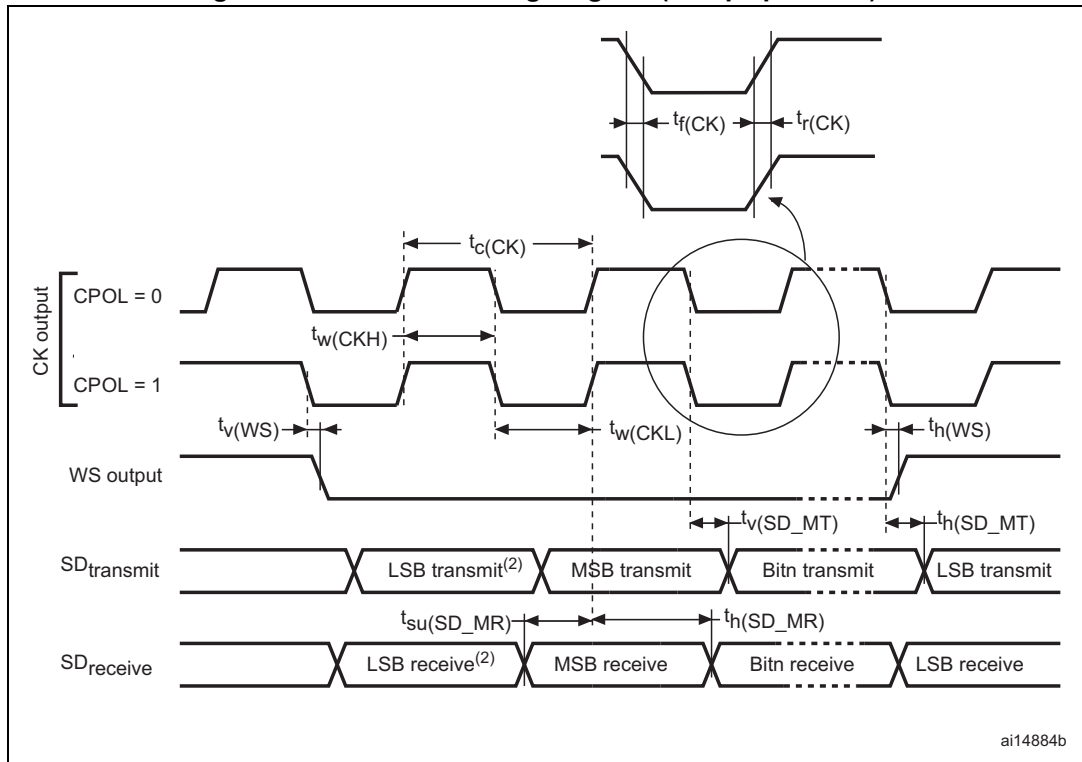 tf(CK) tr(CK)
tc(CK)
CK output
CPOL = 0
tw(CKH)
CPOL = 1
tv(WS) tw(CKL) th(WS)
WS output
tv(SD_MT) th(SD_MT)
SDtransmit LSB transmit(2) MSB transmit Bitn transmit LSB transmit
tsu(SD_MR) th(SD_MR)
SDreceive LSB receive(2) MSB receive Bitn receive LSB receive
ai14884b